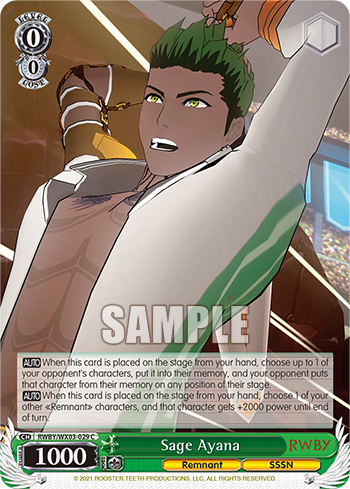 LEVEL
0
0
COST
SAMPLE
AUTO When this card is placed on the stage from your hand, choose up to 1 of
your opponent's characters, put it into their memory, and your opponent puts
that character from their memory on any position of their stage.
AUTO When this card is placed on the stage from your hand, choose 1 of your
other «Remnant» characters, and that character gets +2000 power until end
of turn.
CH RWBY/WX03-029 C
Sage Ayana
RWBY
POWER
1000
Remnant
SSSN
© 2021 ROOSTER TEETH PRODUCTIONS, LLC, ALL RIGHTS RESERVED.